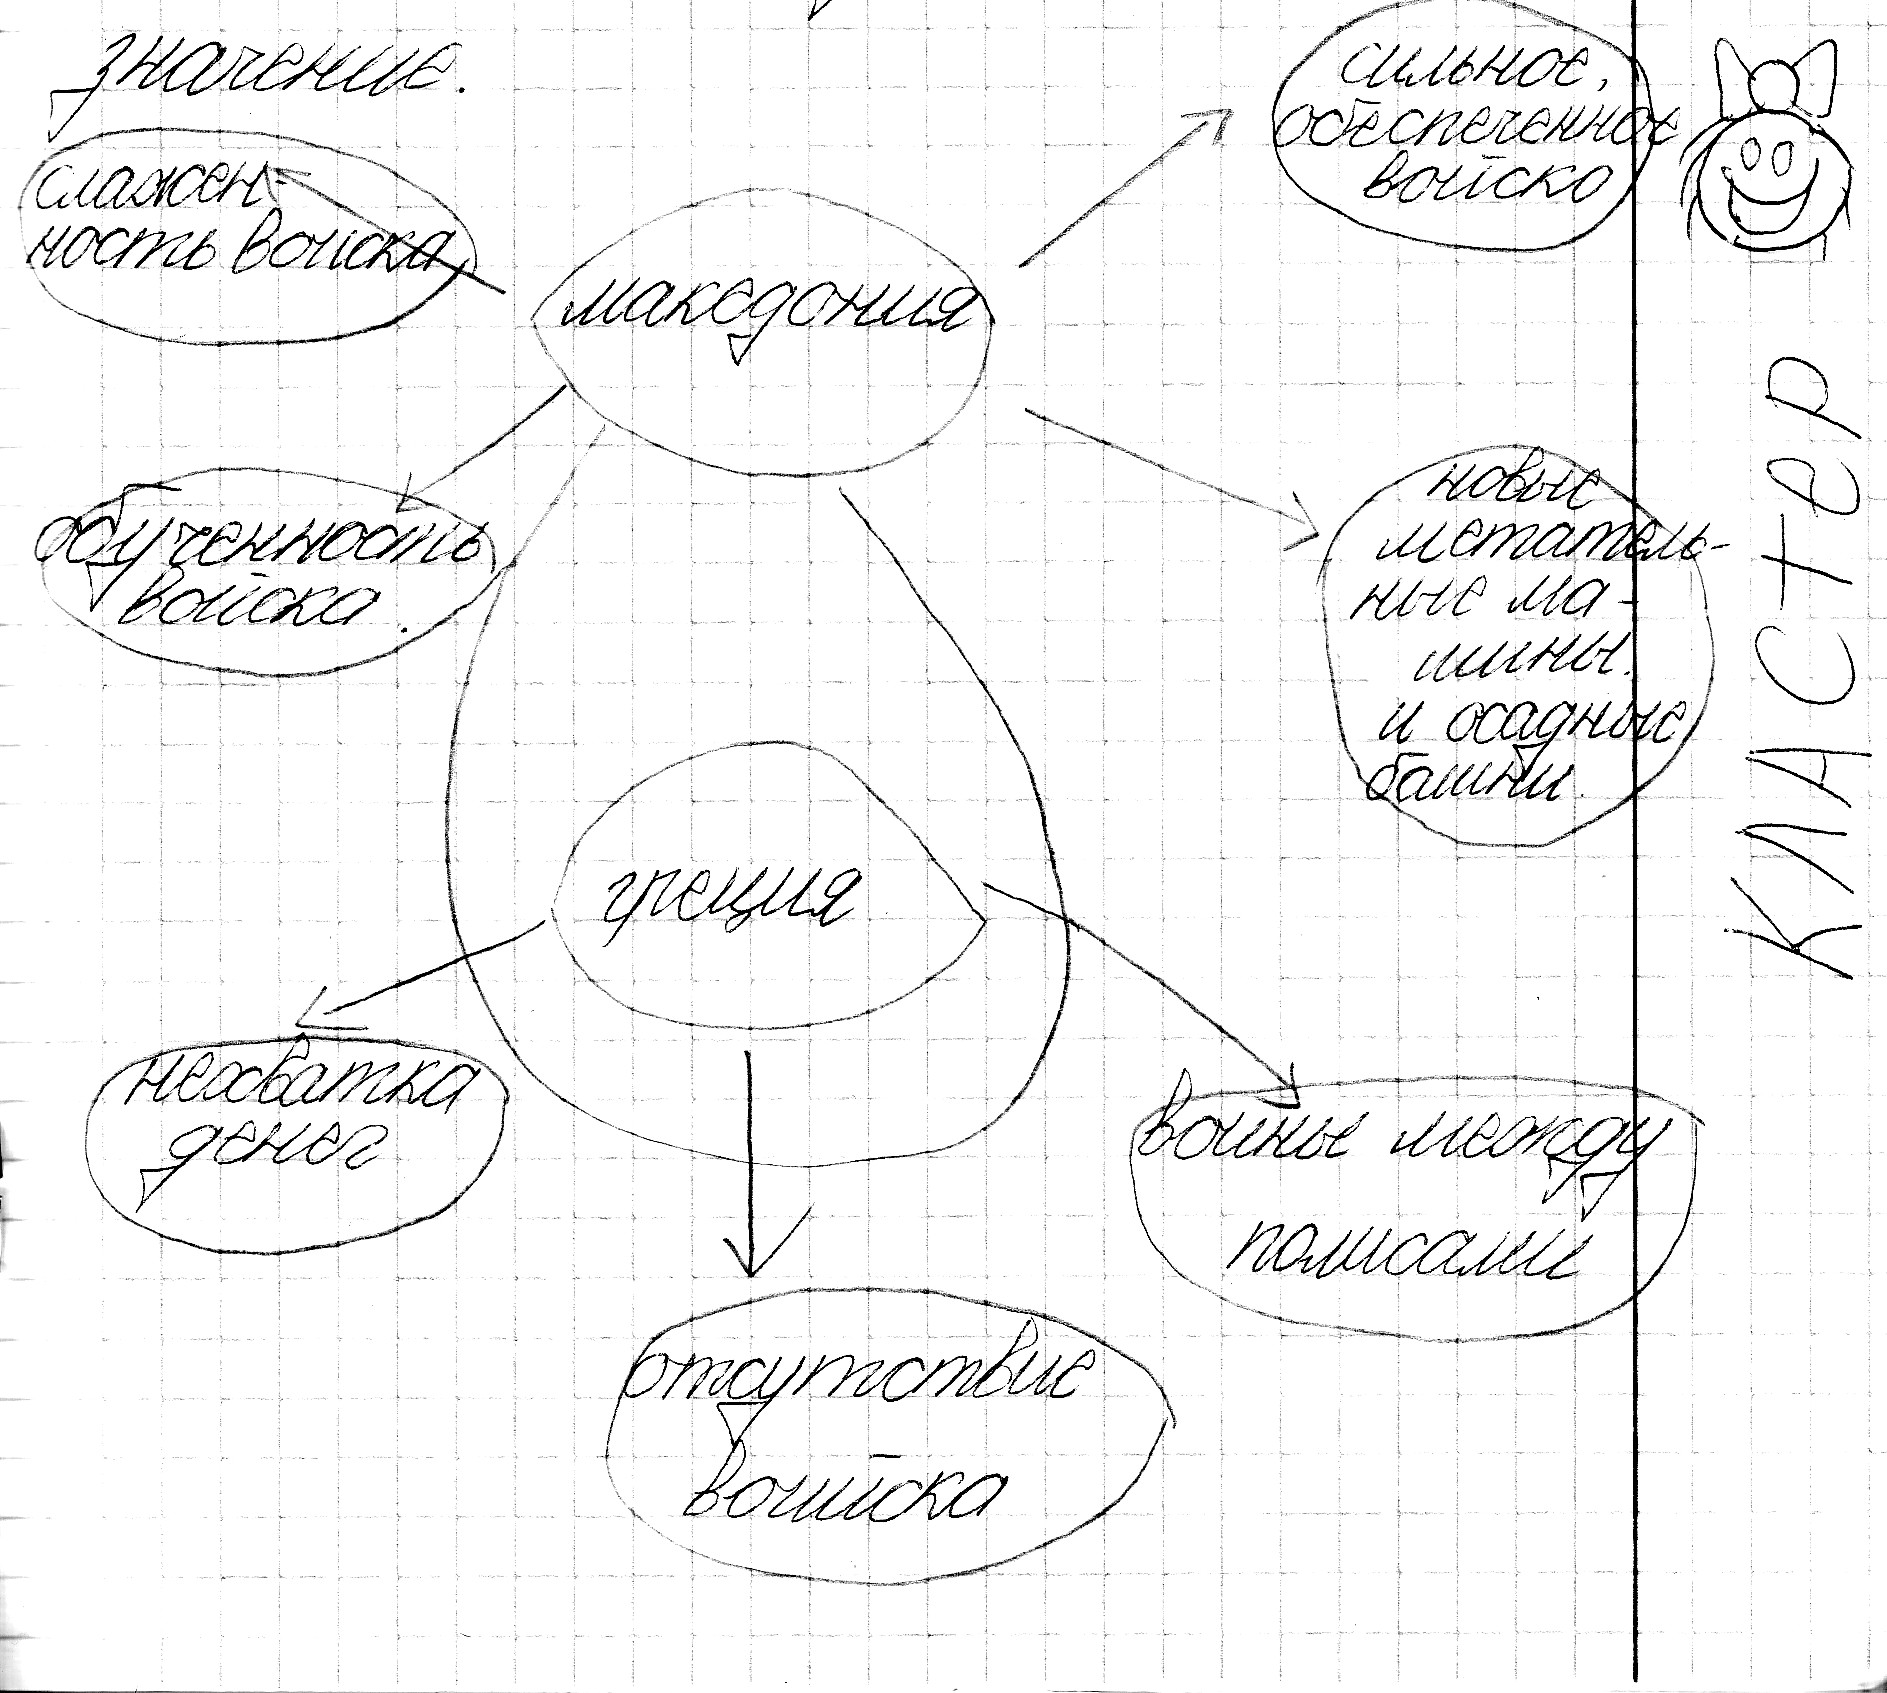 значение.
слажен-
ность войска
македония
сильное,
обеспеченное
войско
обученность
войска.
новые
метатель-
ные ма-
шины
и осадные
башни.
греция
нехватка
денег
войны между
полисами
отсутствие
войска
КЛАСтер